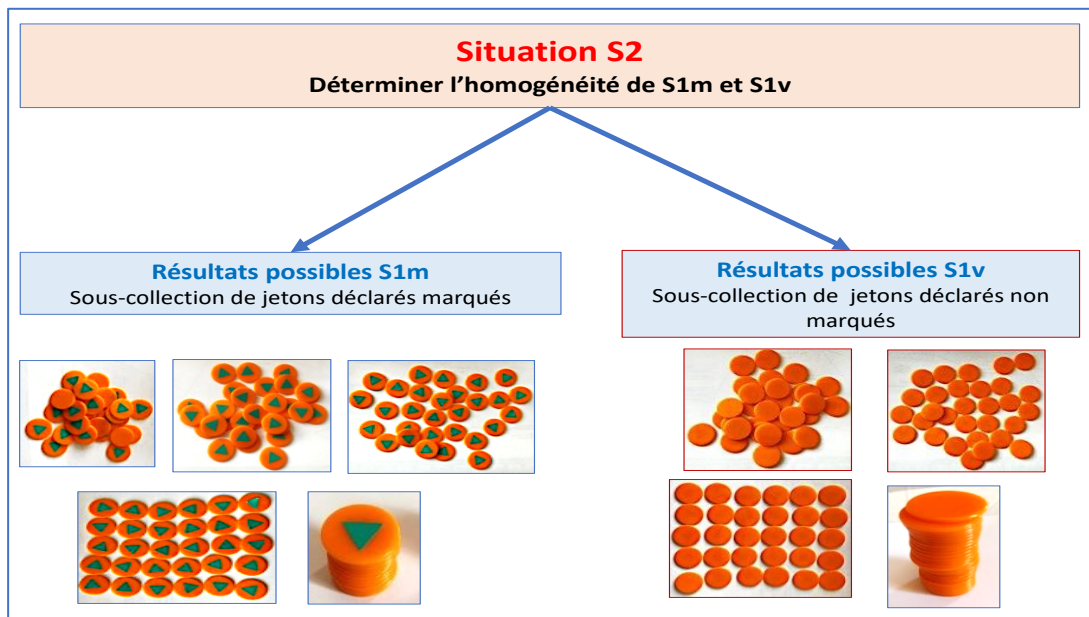 Situation S2
Déterminer l’homogénéité de S1m et S1v
Résultats possibles S1m
Sous-collection de jetons déclarés marqués
Résultats possibles S1v
Sous-collection de  jetons déclarés non
marqués